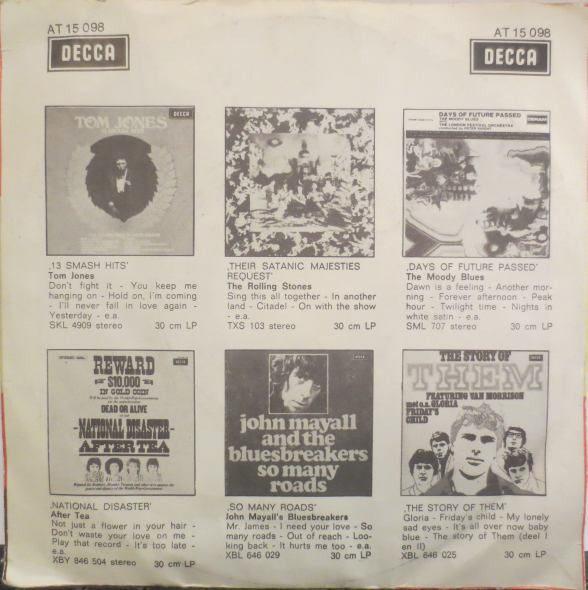 AT 15 098
DECCA
AT 15 098
DECCA
TOM JONES
13 SMASH HITS
DECCA
DAYS OF FUTURE PASSED
THE MOODY BLUES
THE LONDON FESTIVAL ORCHESTRA
conducted by PETER KNIGHT
DERAM
‚13 SMASH HITS'
Tom Jones
Don't fight it - You keep me
hanging on - Hold on, I'm coming
- I'll never fall in love again -
Yesterday - e.a.
SKL 4909 stereo 30 cm LP
‚THEIR SATANIC MAJESTIES
REQUEST'
The Rolling Stones
Sing this all together - In another
land - Citadel - On with the show
- e.a.
TXS 103 stereo 30 cm LP
‚DAYS OF FUTURE PASSED'
The Moody Blues
Dawn is a feeling - Another mor-
ning - Forever afternoon - Peak
hour - Twilight time - Nights in
white satin - e.a.
SML 707 stereo 30 cm LP
REWARD
$10,000
IN GOLD COIN
DEAD OR ALIVE
-NATIONAL DISASTER-
AFTER TEA
john mayall
and the
bluesbreakers
so many
roads
THE STORY OF
THEM
FEATURING VAN MORRISON
met o.a. GLORIA
FRIDAY'S
CHILD
‚NATIONAL DISASTER'
After Tea
Not just a flower in your hair -
Don't waste your love on me -
Play that record - It's too late -
e.a.
XBY 846 504 stereo 30 cm LP
‚SO MANY ROADS'
John Mayall's Bluesbreakers
Mr. James - I need your love - So
many roads - Out of reach - Loo-
king back - It hurts me too - e.a.
XBL 646 029 30 cm LP
‚THE STORY OF THEM'
Gloria - Friday's child - My lonely
sad eyes - It's all over now baby
blue - The story of Them (deel I
en II)
XBL 646 025 30 cm LP